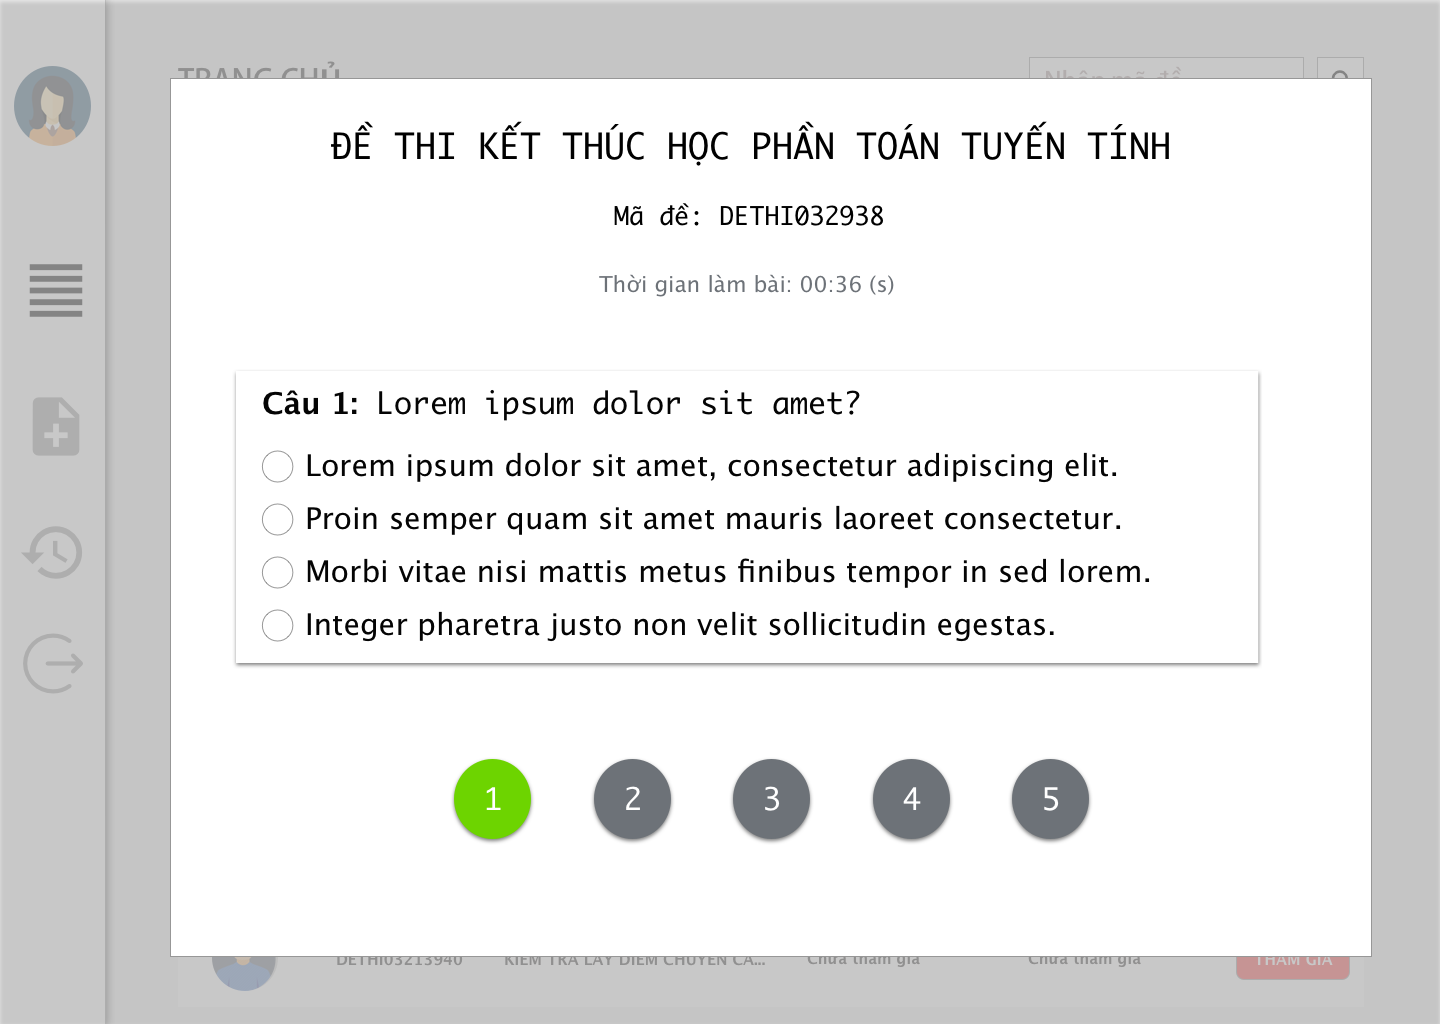 TRANG CHỦ
Nhập mã đề
ĐỀ THI KẾT THÚC HỌC PHẦN TOÁN TUYẾN TÍNH
Mã đề: DETHI032938
Thời gian làm bài: 00:36 (s)
Câu 1: Lorem ipsum dolor sit amet?
Lorem ipsum dolor sit amet, consectetur adipiscing elit.
Proin semper quam sit amet mauris laoreet consectetur.
Morbi vitae nisi mattis metus finibus tempor in sed lorem.
Integer pharetra justo non velit sollicitudin egestas.
1 2 3 4 5
DETHI03213940 KIỂM TRA LẤY ĐIỂM CHUYÊN CẦ... Chưa tham gia Chưa tham gia THAM GIA